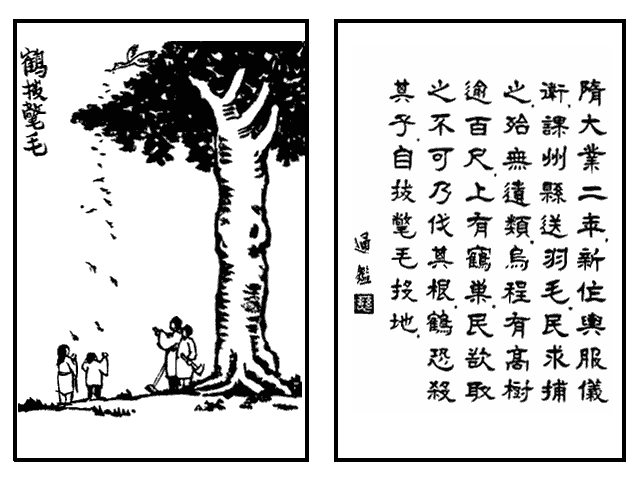 鶴拔氅毛
隋大業二年新作輿服儀
衛課州縣送羽毛民求捕
之殆無遺類烏程有高樹
逾百尺上有鶴巢民欲取
之不可乃伐其根鶴恐殺
其子自拔氅毛投地
通鑑